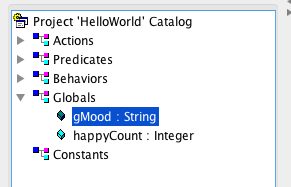 Project 'HelloWorld' Catalog
Actions
Predicates
Behaviors
Globals
gMood : String
happyCount : Integer
Constants